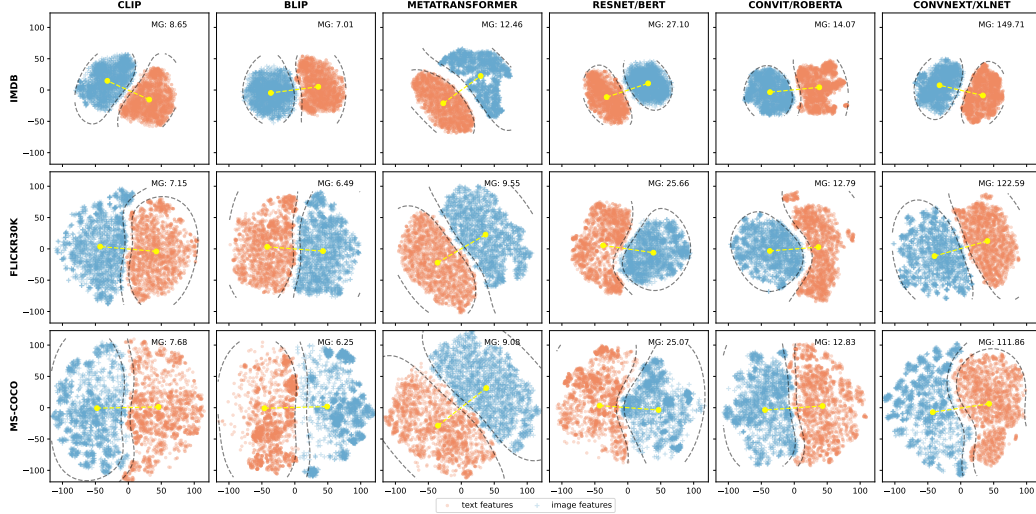 CLIP BLIP METATRANSFORMER RESNET/BERT CONVIT/ROBERTA CONVNEXT/XLNET
MG: 8.65 MG: 7.01 MG: 12.46 MG: 27.10 MG: 14.07 MG: 149.71
100
50
0
−50
−100
IMDB
MG: 7.15 MG: 6.49 MG: 9.55 MG: 25.66 MG: 12.79 MG: 122.59
100
50
0
−50
−100
FLICKR30K
MG: 7.68 MG: 6.25 MG: 9.08 MG: 25.07 MG: 12.83 MG: 111.86
100
50
0
−50
−100
MS-COCO
−100 −50 0 50 100 −100 −50 0 50 100 −100 −50 0 50 100 −100 −50 0 50 100 −100 −50 0 50 100 −100 −50 0 50 100
text features image features